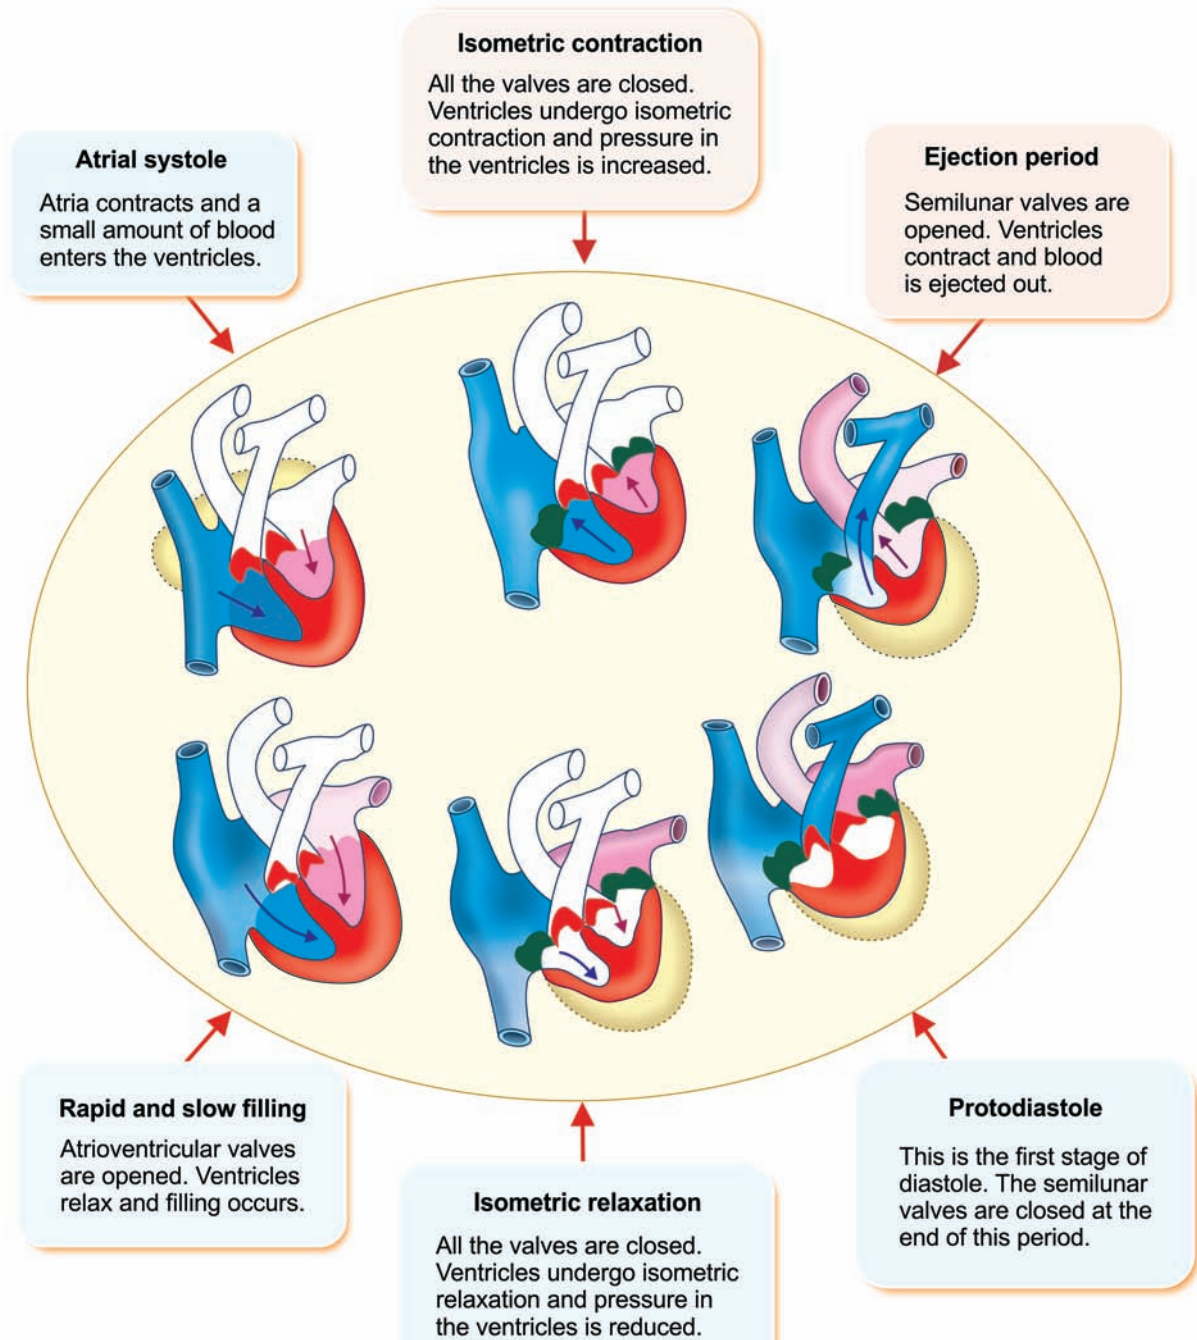 Isometric contraction
All the valves are closed.
Ventricles undergo isometric
contraction and pressure in
the ventricles is increased.
Atrial systole
Atria contracts and a
small amount of blood
enters the ventricles.
Ejection period
Semilunar valves are
opened. Ventricles
contract and blood
is ejected out.
Rapid and slow filling
Atrioventricular valves
are opened. Ventricles
relax and filling occurs.
Isometric relaxation
All the valves are closed.
Ventricles undergo isometric
relaxation and pressure in
the ventricles is reduced.
Protodiastole
This is the first stage of
diastole. The semilunar
valves are closed at the
end of this period.